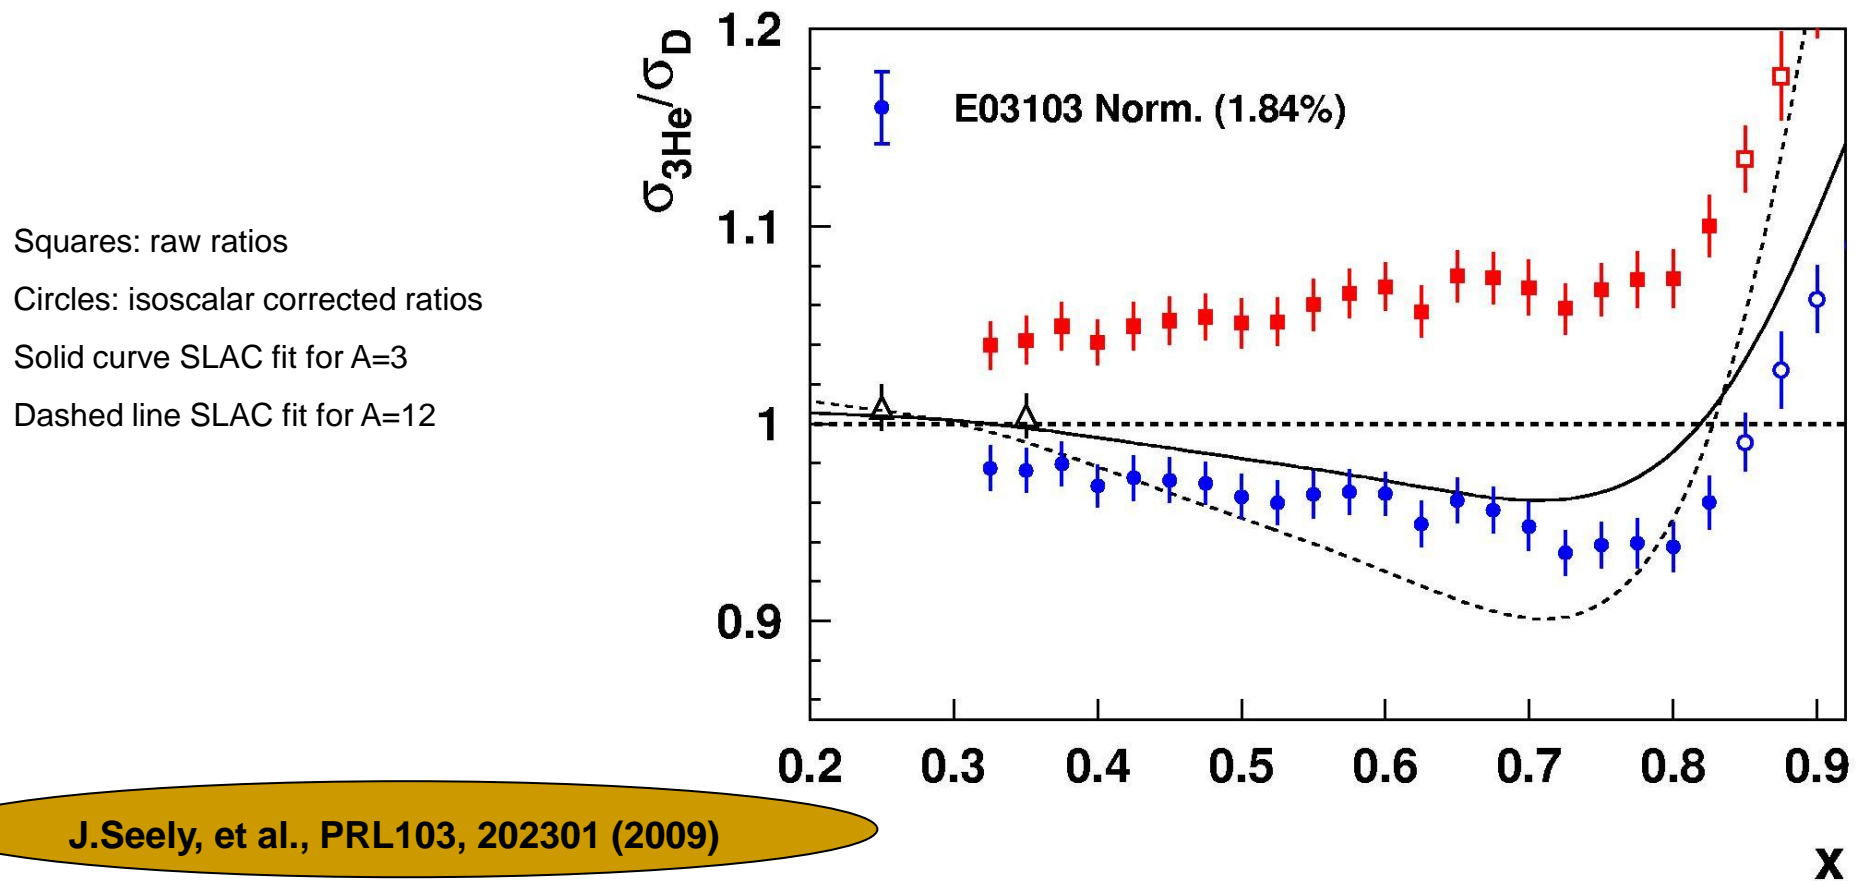 Squares: raw ratios
Circles: isoscalar corrected ratios
Solid curve SLAC fit for A=3
Dashed line SLAC fit for A=12
σ3He/σD
1.2
E03103 Norm. (1.84%)
1.1
1
0.9
0.2 0.3 0.4 0.5 0.6 0.7 0.8 0.9
x
J.Seely, et al., PRL103, 202301 (2009)